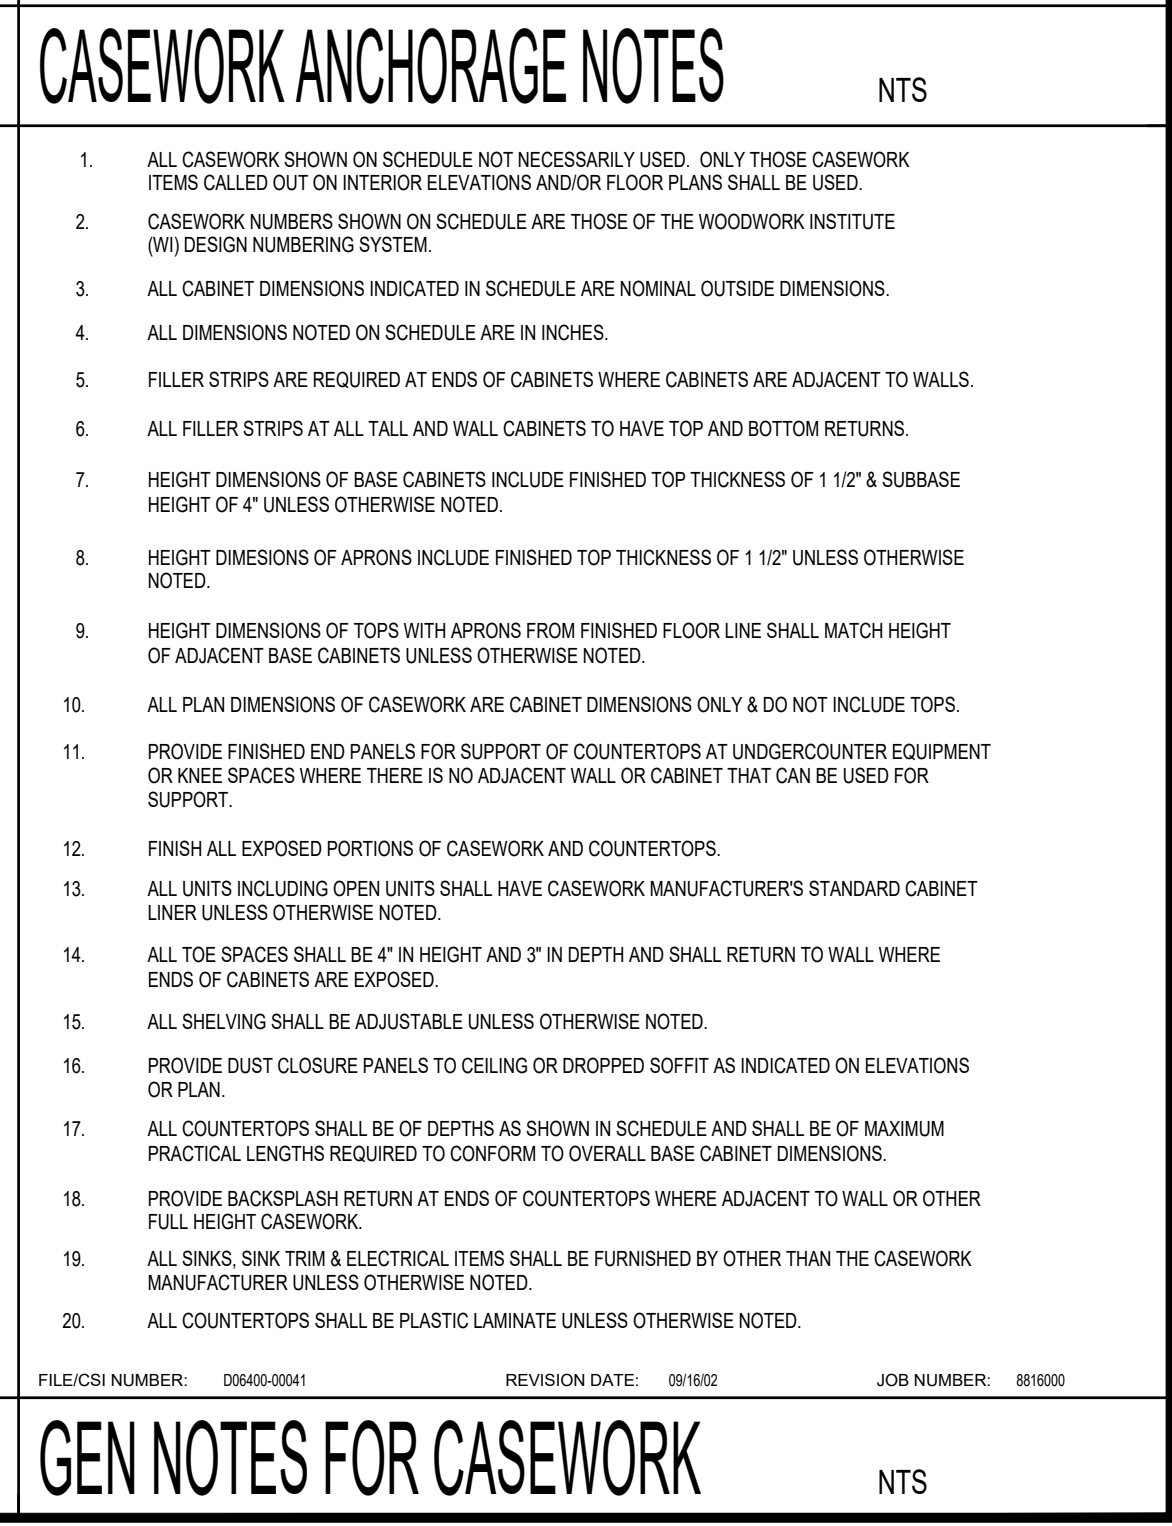 CASEWORK ANCHORAGE NOTES NTS
1. ALL CASEWORK SHOWN ON SCHEDULE NOT NECESSARILY USED. ONLY THOSE CASEWORK
ITEMS CALLED OUT ON INTERIOR ELEVATIONS AND/OR FLOOR PLANS SHALL BE USED.
2. CASEWORK NUMBERS SHOWN ON SCHEDULE ARE THOSE OF THE WOODWORK INSTITUTE
(WI) DESIGN NUMBERING SYSTEM.
3. ALL CABINET DIMENSIONS INDICATED IN SCHEDULE ARE NOMINAL OUTSIDE DIMENSIONS.
4. ALL DIMENSIONS NOTED ON SCHEDULE ARE IN INCHES.
5. FILLER STRIPS ARE REQUIRED AT ENDS OF CABINETS WHERE CABINETS ARE ADJACENT TO WALLS.
6. ALL FILLER STRIPS AT ALL TALL AND WALL CABINETS TO HAVE TOP AND BOTTOM RETURNS.
7. HEIGHT DIMENSIONS OF BASE CABINETS INCLUDE FINISHED TOP THICKNESS OF 1 1/2" & SUBBASE
HEIGHT OF 4" UNLESS OTHERWISE NOTED.
8. HEIGHT DIMESIONS OF APRONS INCLUDE FINISHED TOP THICKNESS OF 1 1/2" UNLESS OTHERWISE
NOTED.
9. HEIGHT DIMENSIONS OF TOPS WITH APRONS FROM FINISHED FLOOR LINE SHALL MATCH HEIGHT
OF ADJACENT BASE CABINETS UNLESS OTHERWISE NOTED.
10. ALL PLAN DIMENSIONS OF CASEWORK ARE CABINET DIMENSIONS ONLY & DO NOT INCLUDE TOPS.
11. PROVIDE FINISHED END PANELS FOR SUPPORT OF COUNTERTOPS AT UNDGERCOUNTER EQUIPMENT
OR KNEE SPACES WHERE THERE IS NO ADJACENT WALL OR CABINET THAT CAN BE USED FOR
SUPPORT.
12. FINISH ALL EXPOSED PORTIONS OF CASEWORK AND COUNTERTOPS.
13. ALL UNITS INCLUDING OPEN UNITS SHALL HAVE CASEWORK MANUFACTURER'S STANDARD CABINET
LINER UNLESS OTHERWISE NOTED.
14. ALL TOE SPACES SHALL BE 4" IN HEIGHT AND 3" IN DEPTH AND SHALL RETURN TO WALL WHERE
ENDS OF CABINETS ARE EXPOSED.
15. ALL SHELVING SHALL BE ADJUSTABLE UNLESS OTHERWISE NOTED.
16. PROVIDE DUST CLOSURE PANELS TO CEILING OR DROPPED SOFFIT AS INDICATED ON ELEVATIONS
OR PLAN.
17. ALL COUNTERTOPS SHALL BE OF DEPTHS AS SHOWN IN SCHEDULE AND SHALL BE OF MAXIMUM
PRACTICAL LENGTHS REQUIRED TO CONFORM TO OVERALL BASE CABINET DIMENSIONS.
18. PROVIDE BACKSPLASH RETURN AT ENDS OF COUNTERTOPS WHERE ADJACENT TO WALL OR OTHER
FULL HEIGHT CASEWORK.
19. ALL SINKS, SINK TRIM & ELECTRICAL ITEMS SHALL BE FURNISHED BY OTHER THAN THE CASEWORK
MANUFACTURER UNLESS OTHERWISE NOTED.
20. ALL COUNTERTOPS SHALL BE PLASTIC LAMINATE UNLESS OTHERWISE NOTED.
FILE/CSI NUMBER: D06400-00041 REVISION DATE: 09/16/02 JOB NUMBER: 8816000
GEN NOTES FOR CASEWORK NTS